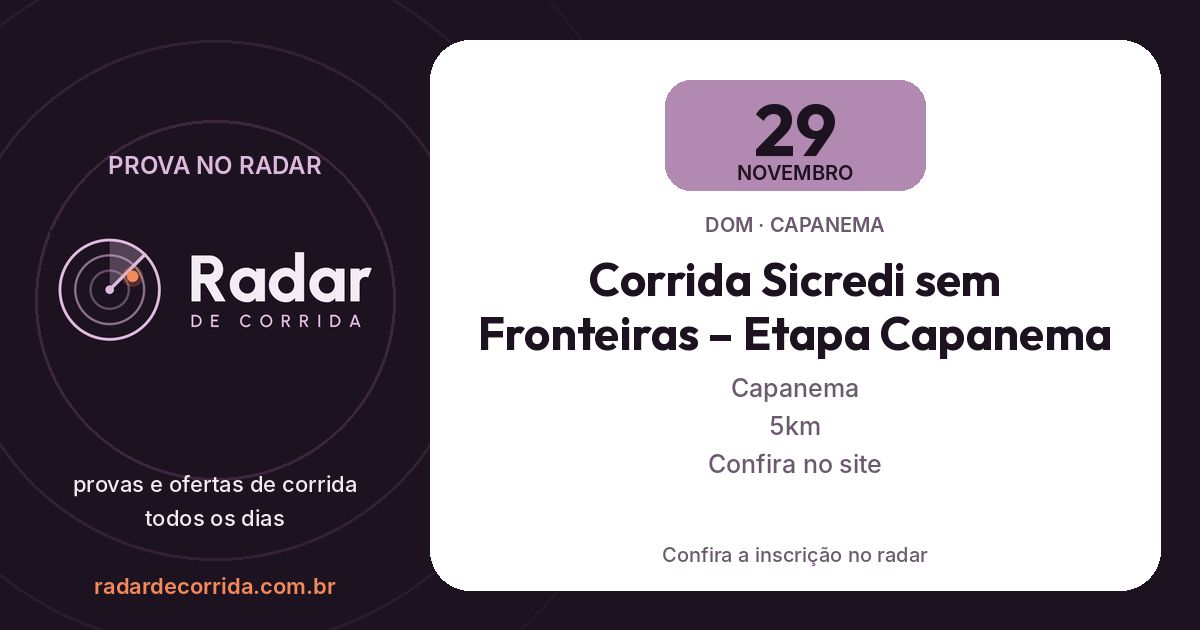 PROVA NO RADAR
Radar
DE CORRIDA
provas e ofertas de corrida
todos os dias
radardecorrida.com.br
29
NOVEMBRO
DOM · CAPANEMA
Corrida Sicredi sem
Fronteiras – Etapa Capanema
Capanema
5km
Confira no site
Confira a inscrição no radar